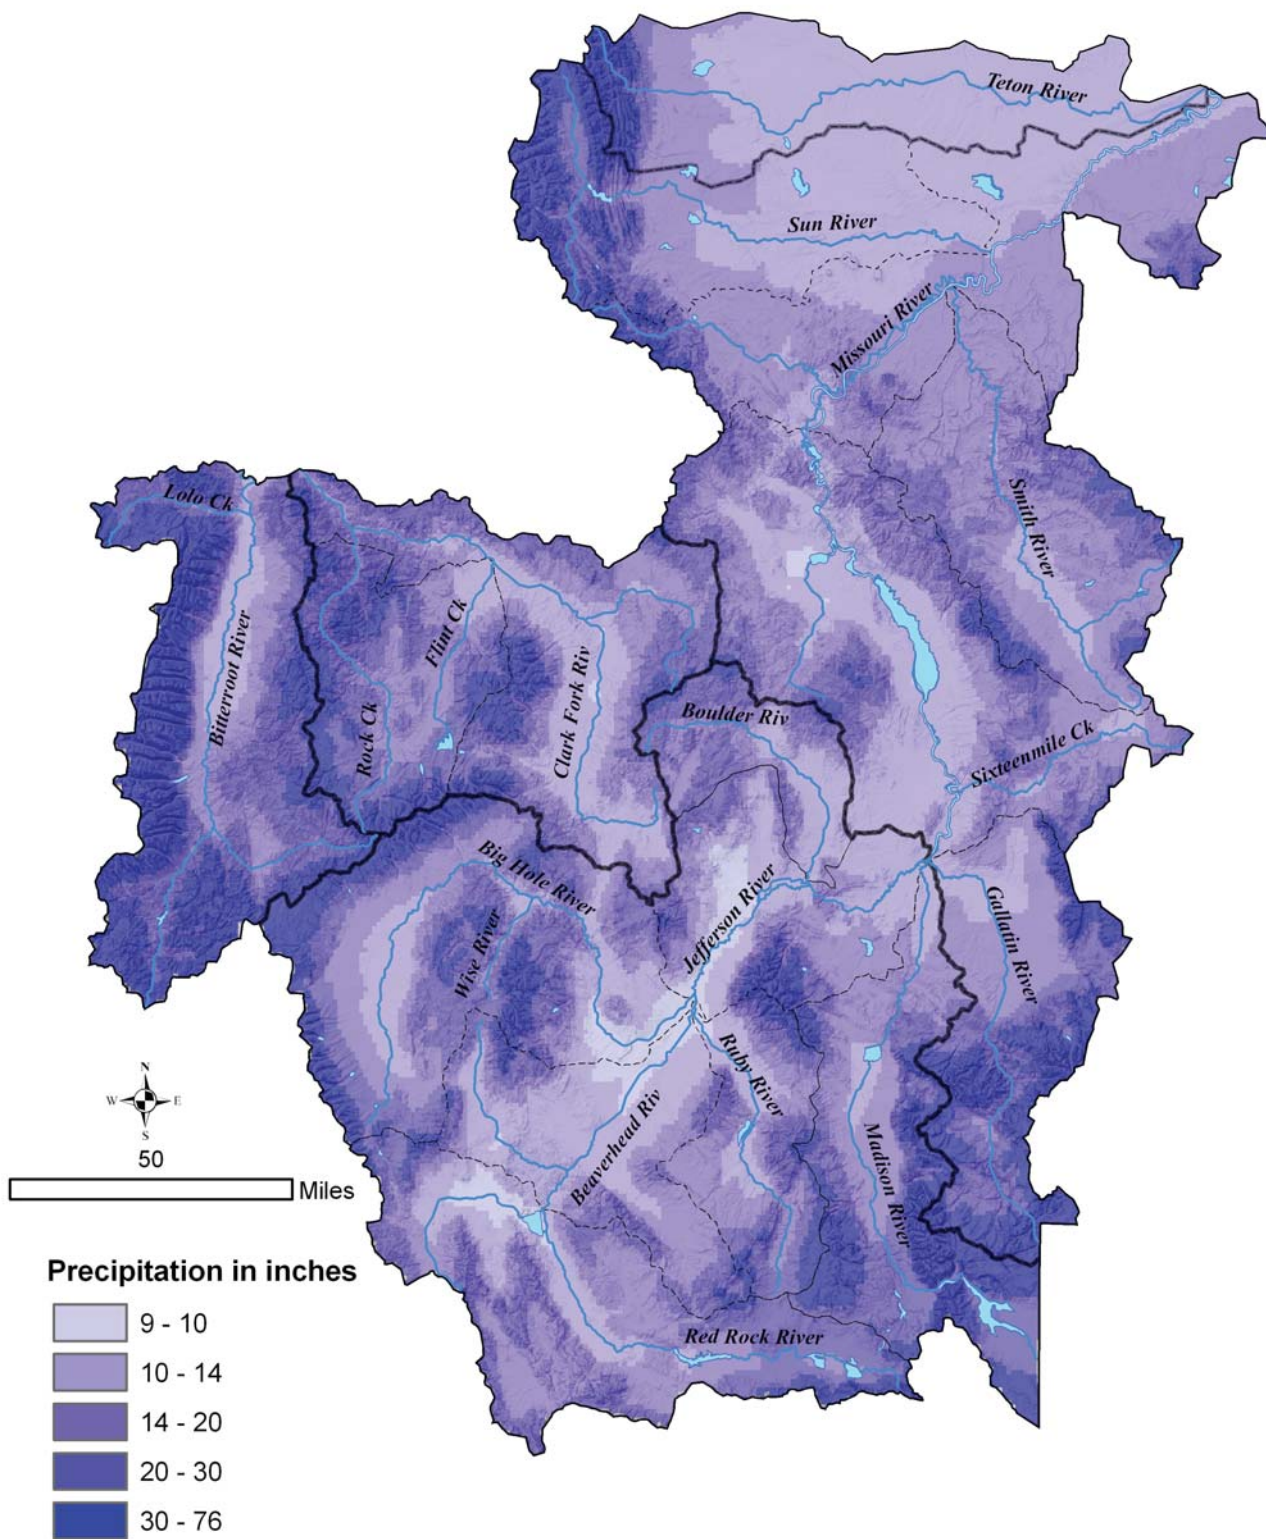 Teton River
Sun River
Missouri River
Smith River
Lolo Ck
Bitterroot River
Flint Ck
Rock Ck
Clark Fork Riv
Boulder Riv
Sixteenmile Ck
Big Hole River
Wise River
Jefferson River
Gallatin River
Ruby River
Beaverhead Riv
Madison River
Red Rock River
N
W E
S
50
Miles
Precipitation in inches
9 - 10
10 - 14
14 - 20
20 - 30
30 - 76